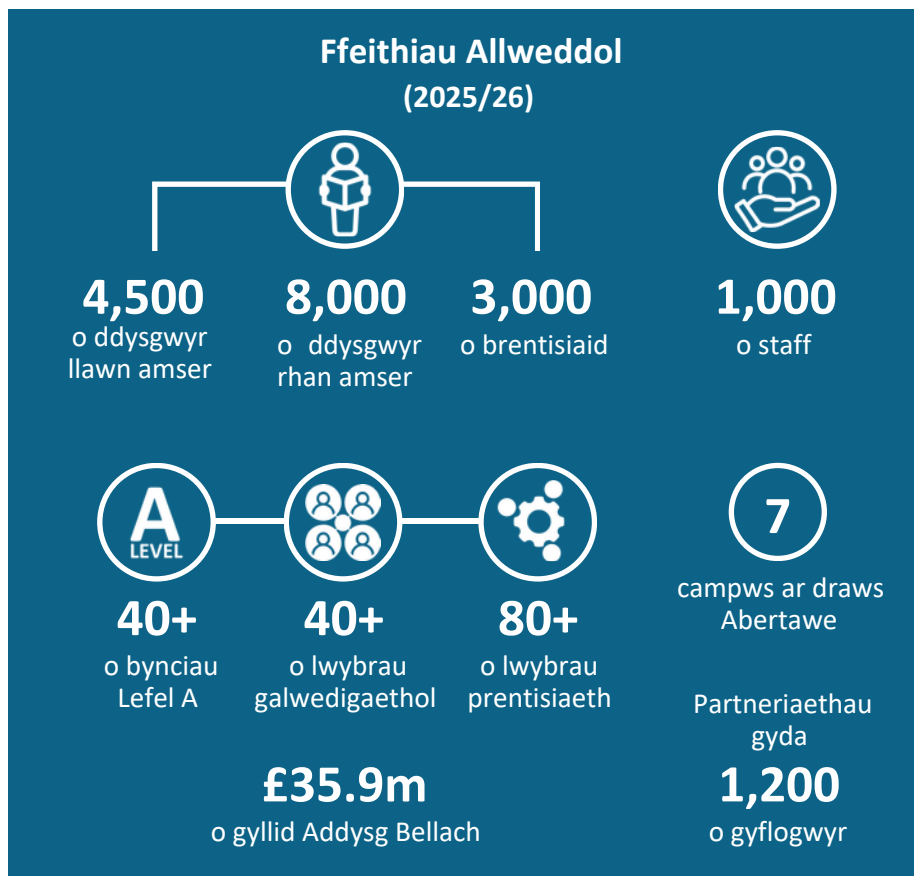 Ffeithiau Allweddol
(2025/26)
4,500
o ddysgwyr
llawn amser
8,000
o ddysgwyr
rhan amser
3,000
o brentisiaid
1,000
o staff
A
LEVEL
40+
o bynciau
Lefel A
40+
o lwybrau
galwedigaethol
80+
o lwybrau
prentisiaeth
7
campws ar draws
Abertawe
£35.9m
o gyllid Addysg Bellach
Partneriaethau
gyda
1,200
o gyflogwyr